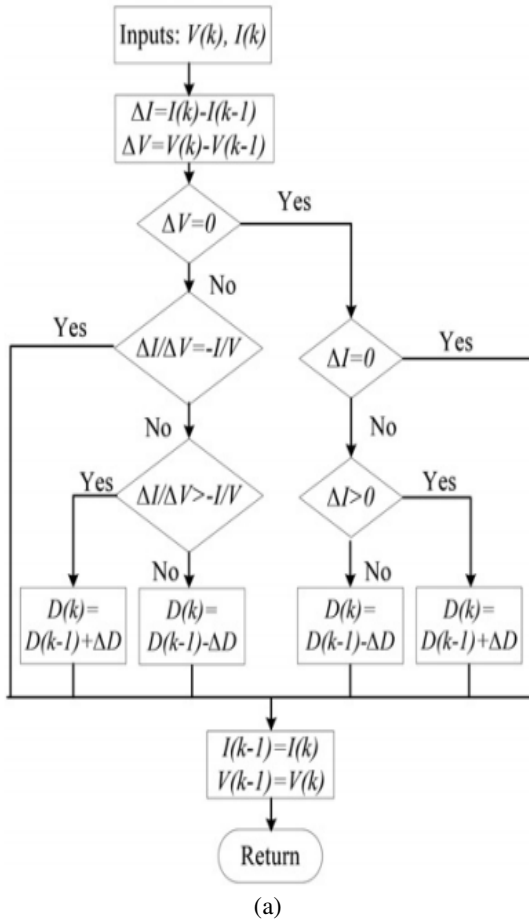 Inputs: V(k), I(k)
ΔI=I(k)-I(k-1)
ΔV=V(k)-V(k-1)
ΔV=0
Yes
No
Yes
ΔI/ΔV=-I/V
ΔI=0
Yes
No
No
Yes
ΔI/ΔV>-I/V
ΔI>0
Yes
No
No
D(k)=
D(k-1)+ΔD
D(k)=
D(k-1)-ΔD
D(k)=
D(k-1)-ΔD
D(k)=
D(k-1)+ΔD
I(k-1)=I(k)
V(k-1)=V(k)
Return
(a)